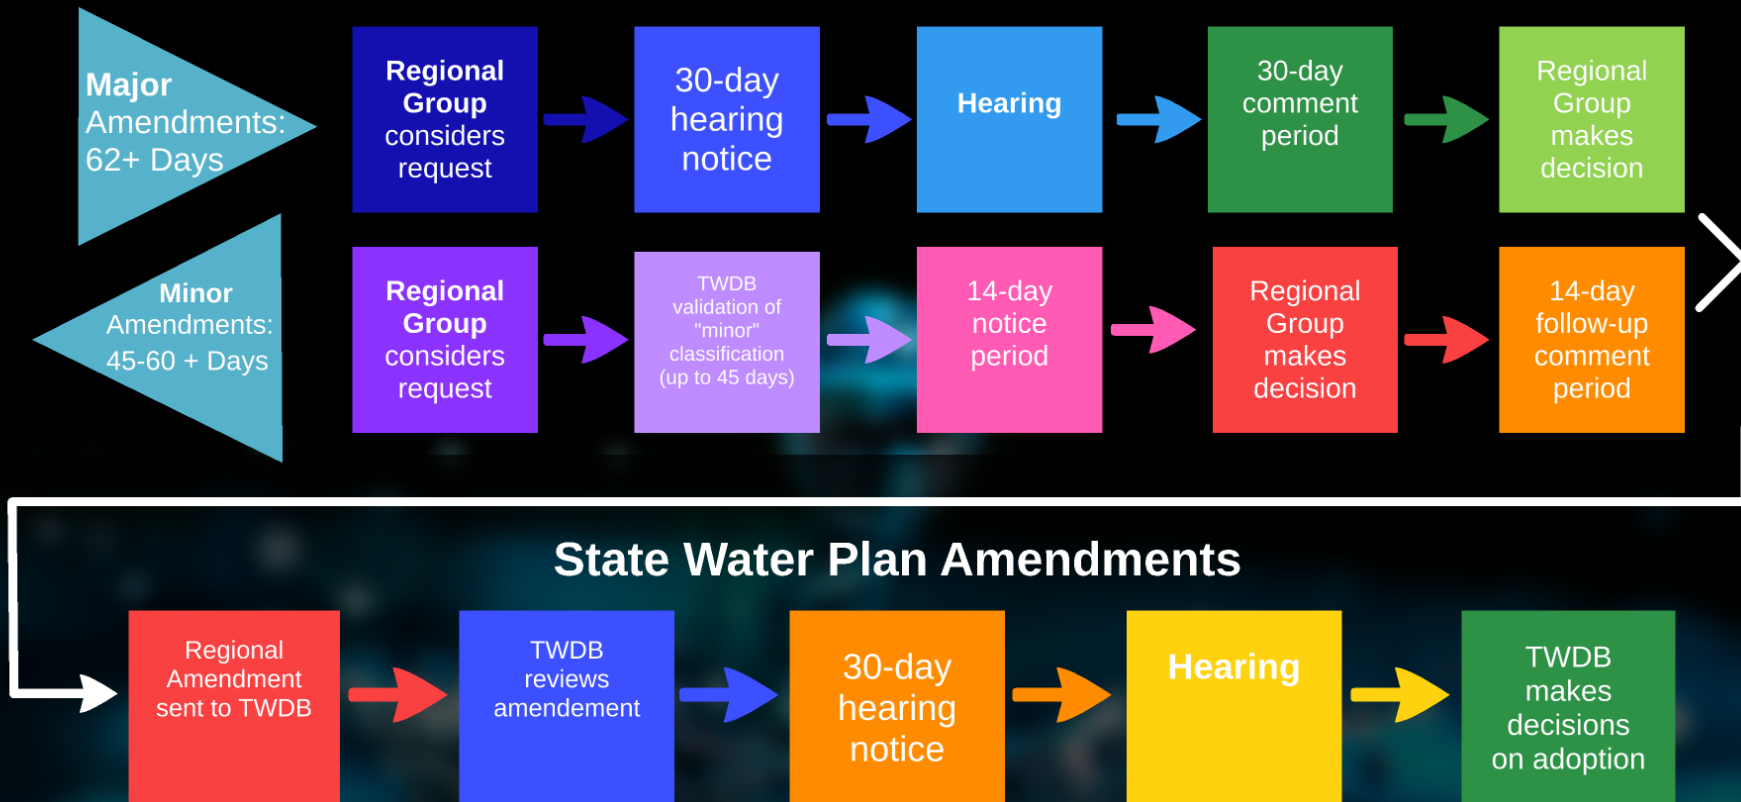 Major
Amendments:
62+ Days
Regional
Group
considers
request
30-day
hearing
notice
Hearing
30-day
comment
period
Regional
Group
makes
decision
Minor
Amendments:
45-60 + Days
Regional
Group
considers
request
TWDB
validation of
"minor"
classification
(up to 45 days)
14-day
notice
period
Regional
Group
makes
decision
14-day
follow-up
comment
period
State Water Plan Amendments
Regional
Amendment
sent to TWDB
TWDB
reviews
amendement
30-day
hearing
notice
Hearing
TWDB
makes
decisions
on adoption